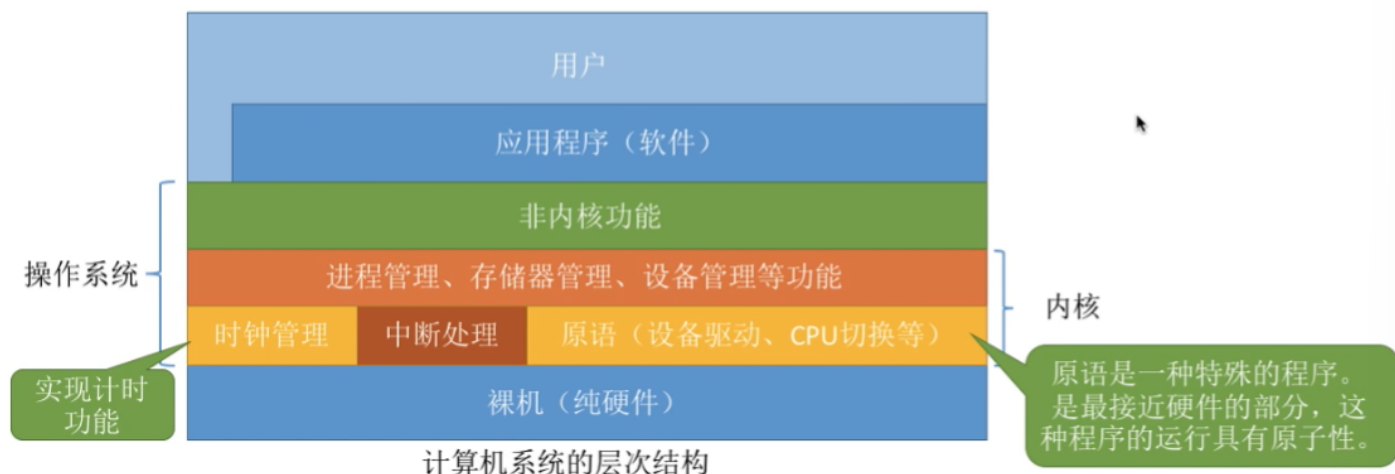 用户
应用程序（软件）
非内核功能
操作系统
进程管理、存储器管理、设备管理等功能
内核
时钟管理
中断处理
原语（设备驱动、CPU切换等）
实现计时
功能
裸机（纯硬件）
原语是一种特殊的程序。
是最接近硬件的部分，这
种程序的运行具有原子性。
计算机系统的层次结构